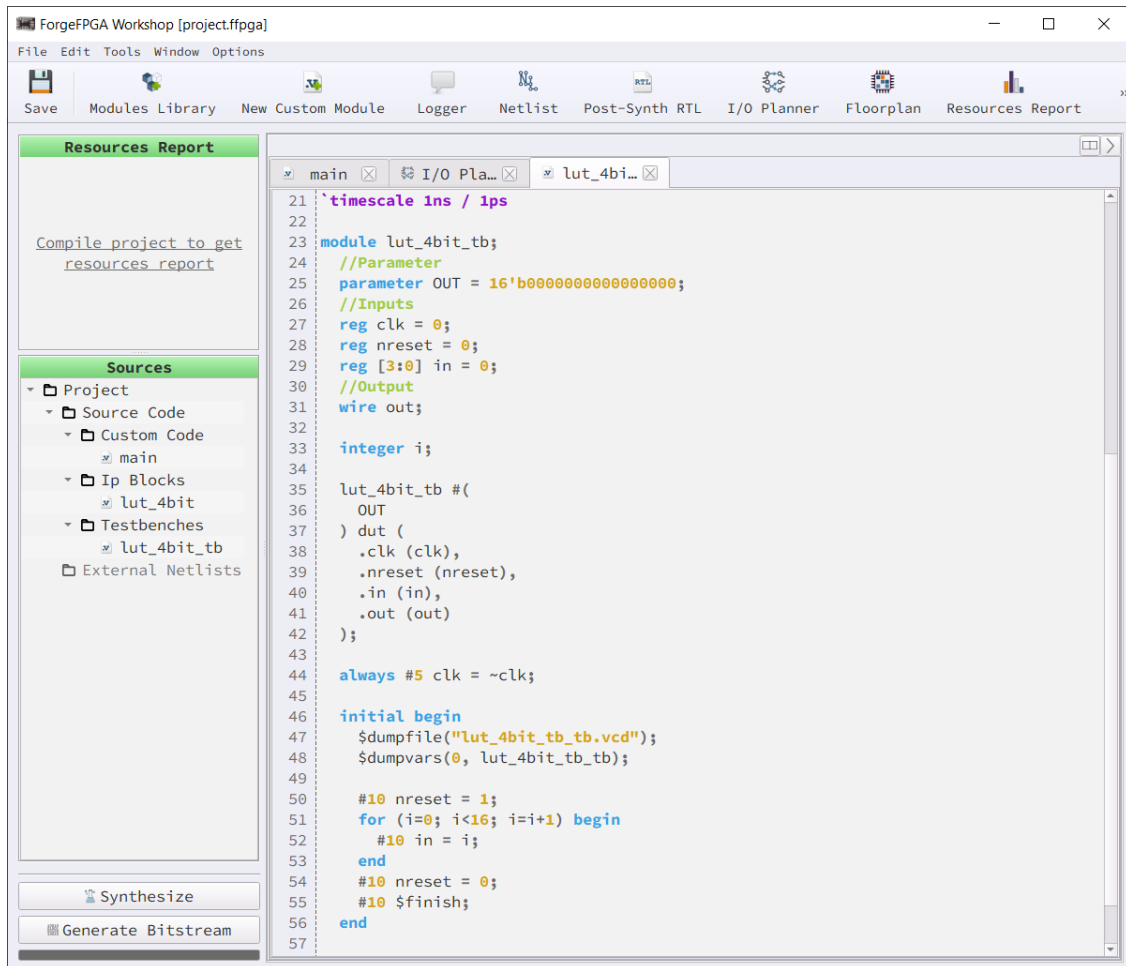 ForgeFPGA Workshop [project.ffpga]
File Edit Tools Window Options
Save Modules Library New Custom Module Logger Netlist Post-Synth RTL I/O Planner Floorplan Resources Report »
Resources Report
Compile project to get
resources report
Sources
Project
Source Code
Custom Code
main
Ip Blocks
lut_4bit
Testbenches
lut_4bit_tb
External Netlists
Synthesize
Generate Bitstream
main I/O Pla… lut_4bi…
21 `timescale 1ns / 1ps
22
23 module lut_4bit_tb;
24 //Parameter
25 parameter OUT = 16'b0000000000000000;
26 //Inputs
27 reg clk = 0;
28 reg nreset = 0;
29 reg [3:0] in = 0;
30 //Output
31 wire out;
32
33 integer i;
34
35 lut_4bit_tb #(
36 OUT
37 ) dut (
38 .clk (clk),
39 .nreset (nreset),
40 .in (in),
41 .out (out)
42 );
43
44 always #5 clk = ~clk;
45
46 initial begin
47 $dumpfile("lut_4bit_tb_tb.vcd");
48 $dumpvars(0, lut_4bit_tb_tb);
49
50 #10 nreset = 1;
51 for (i=0; i<16; i=i+1) begin
52 #10 in = i;
53 end
54 #10 nreset = 0;
55 #10 $finish;
56 end
57